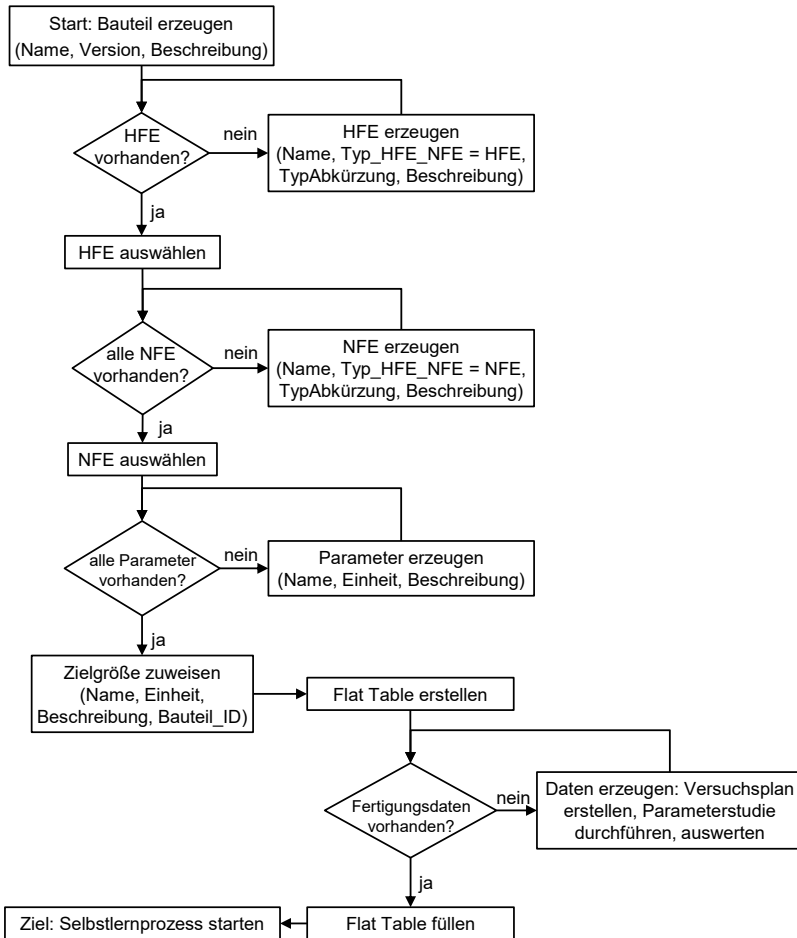 Start: Bauteil erzeugen
(Name, Version, Beschreibung)
HFE
vorhanden?
nein
HFE erzeugen
(Name, Typ_HFE_NFE = HFE,
TypAbkürzung, Beschreibung)
ja
HFE auswählen
alle NFE
vorhanden?
nein
NFE erzeugen
(Name, Typ_HFE_NFE = NFE,
TypAbkürzung, Beschreibung)
ja
NFE auswählen
alle Parameter
vorhanden?
nein
Parameter erzeugen
(Name, Einheit, Beschreibung)
ja
Zielgröße zuweisen
(Name, Einheit,
Beschreibung, Bauteil_ID)
Flat Table erstellen
Fertigungsdaten
vorhanden?
nein
Daten erzeugen: Versuchsplan
erstellen, Parameterstudie
durchführen, auswerten
ja
Flat Table füllen
Ziel: Selbstlernprozess starten